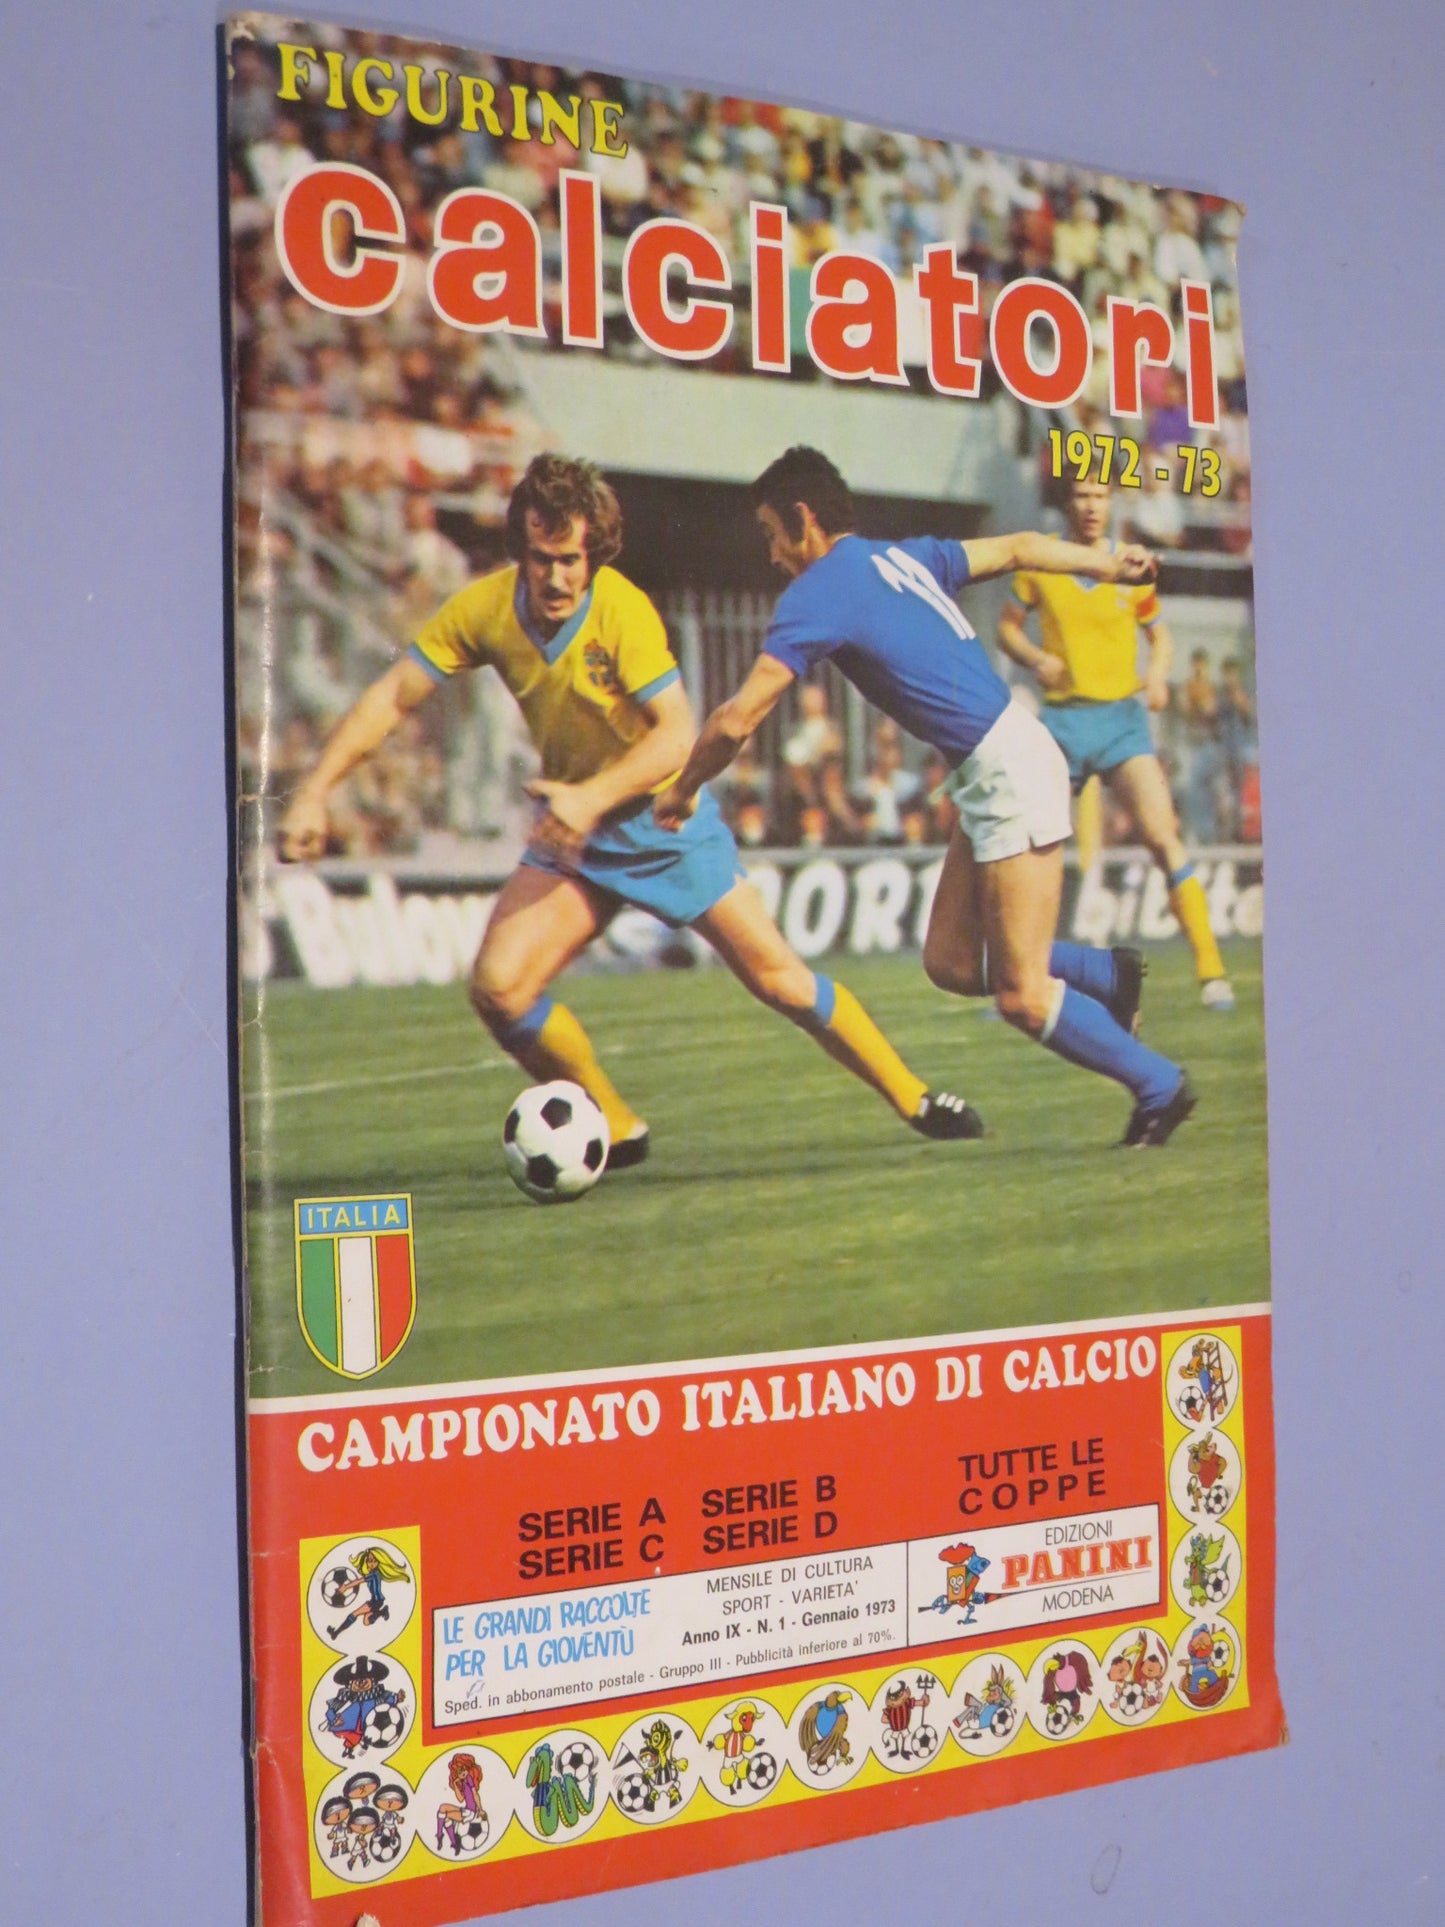 FIGURINE
calciatori
1972-73
11
ITALIA
CAMPIONATO ITALIANO DI CALCIO
SERIE A SERIE B
SERIE C SERIE D
TUTTE LE
COPPE
LE GRANDI RACCOLTE
PER LA GIOVENTÙ
MENSILE DI CULTURA
SPORT - VARIETA'
Anno IX - N. 1 - Gennaio 1973
Sped. in abbonamento postale - Gruppo III - Pubblicità inferiore al 70%.
EDIZIONI
PANINI
MODENA